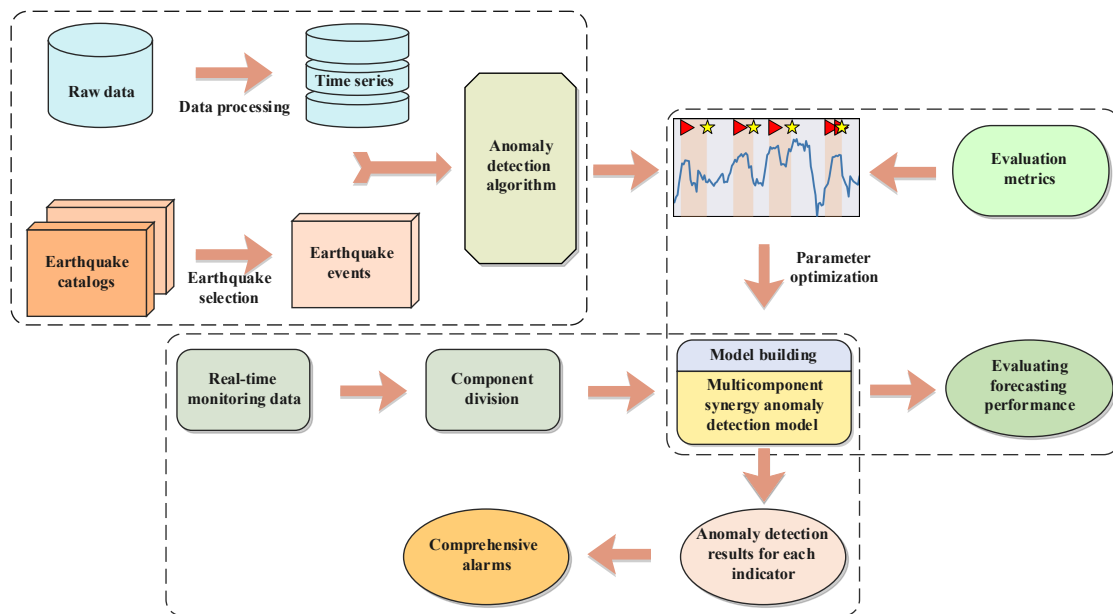 Raw data
Data processing
Time series
Anomaly
detection
algorithm
Earthquake
catalogs
Earthquake
selection
Earthquake
events
Evaluation
metrics
Parameter
optimization
Real-time
monitoring data
Component
division
Model building
Multicomponent
synergy anomaly
detection model
Evaluating
forecasting
performance
Comprehensive
alarms
Anomaly detection
results for each
indicator